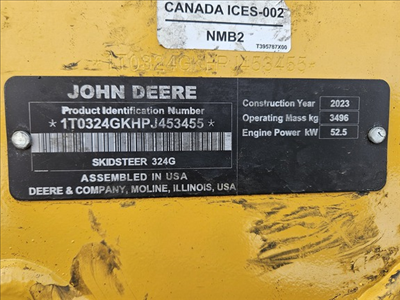 CANADA ICES-002
NMB2
T395787X00
1T0324GKHPJ453455
JOHN DEERE
Product Identification Number
*1T0324GKHPJ453455*
SKIDSTEER 324G
ASSEMBLED IN USA
DEERE & COMPANY, MOLINE, ILLINOIS, USA
Construction Year 2023
Operating Mass kg 3496
Engine Power kW 52.5